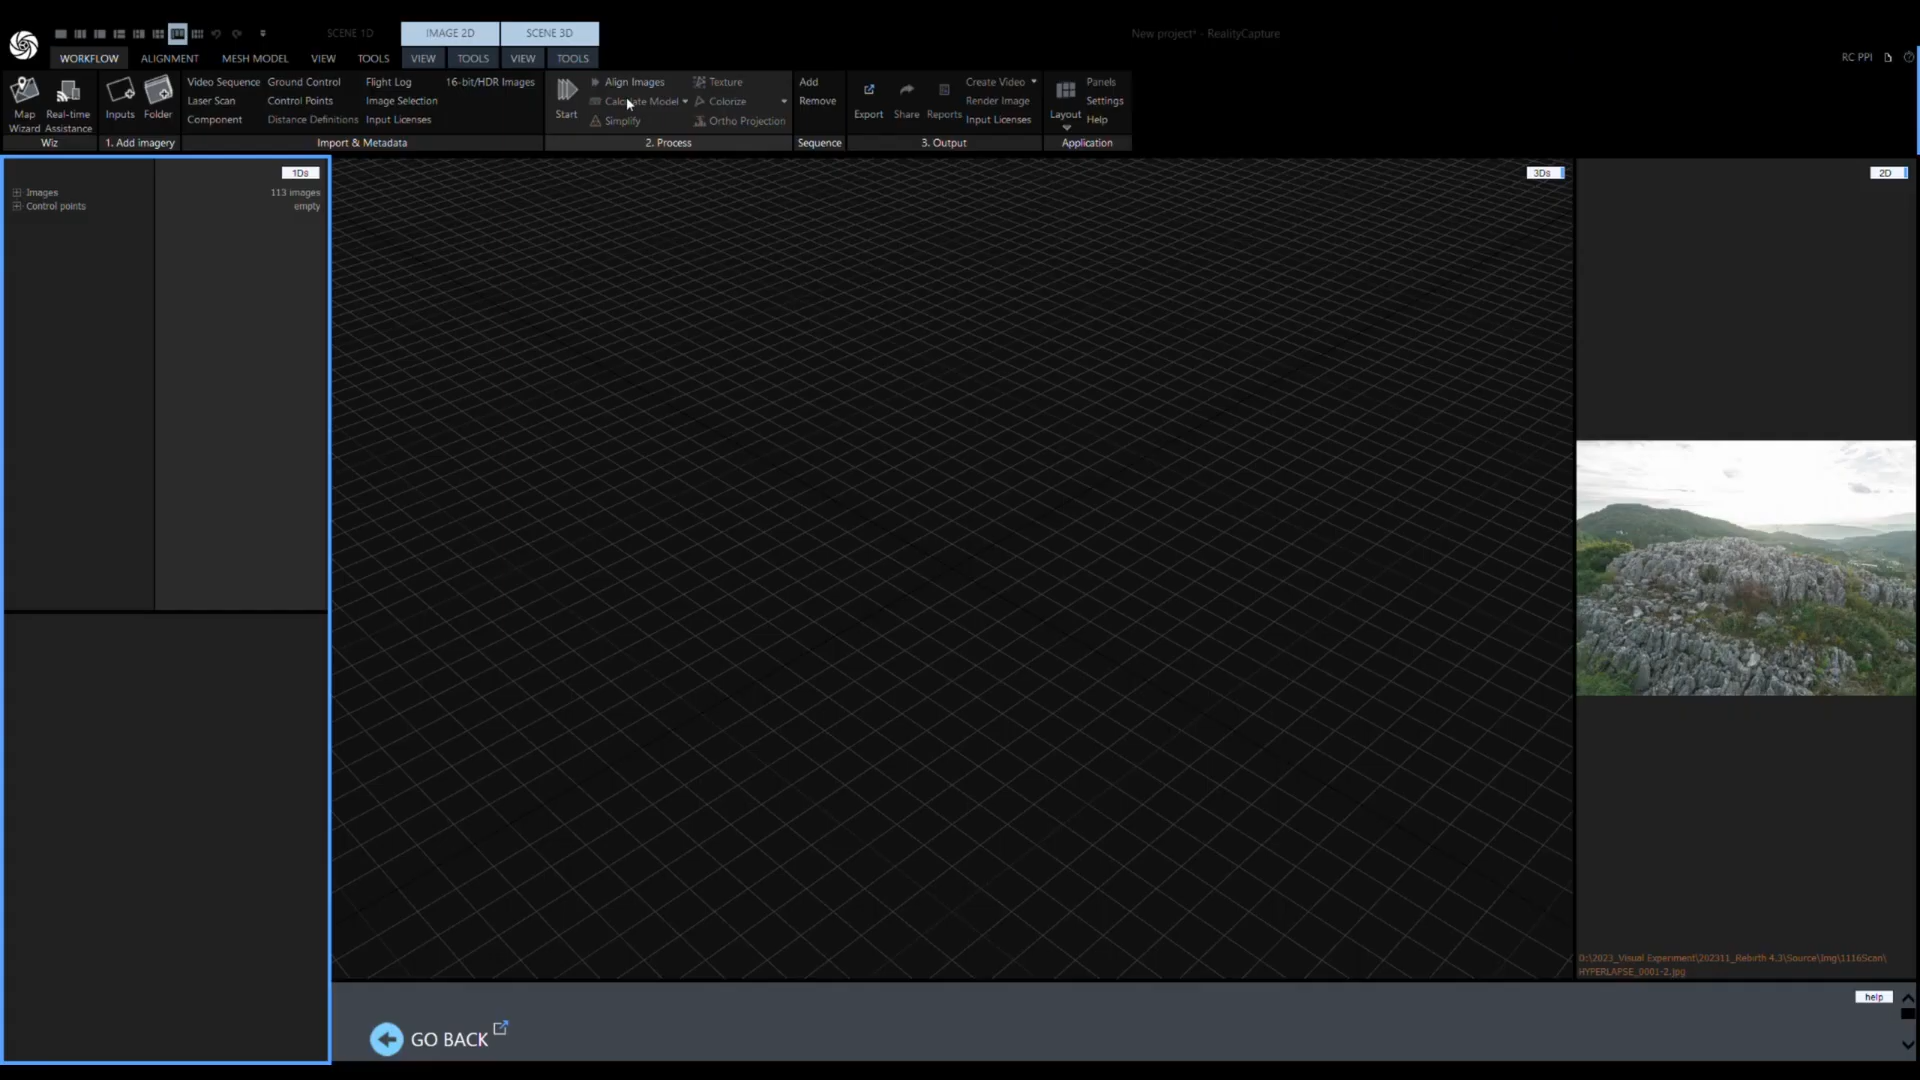 SCENE 1D IMAGE 2D SCENE 3D New project* - RealityCapture
WORKFLOW ALIGNMENT MESH MODEL VIEW TOOLS VIEW TOOLS VIEW TOOLS RC PPI
Video Sequence Ground Control Flight Log 16-bit/HDR Images Align Images Texture Add Create Video Panels
Laser Scan Control Points Image Selection Calculate Model Colorize Remove Render Image Settings
Map Wizard Real-time Assistance Inputs Folder Start Export Share Reports Layout
Component Distance Definitions Input Licenses Simplify Ortho Projection Input Licenses Help
Wiz 1. Add imagery Import & Metadata 2. Process Sequence 3. Output Application
1Ds 3Ds 2D
Images 113 images
Control points empty
D:\2023_Visual Experiment\202311_Rebirth 4.3\Source\Img\1116Scan\
HYPERLAPSE_0001-2.jpg
help
GO BACK